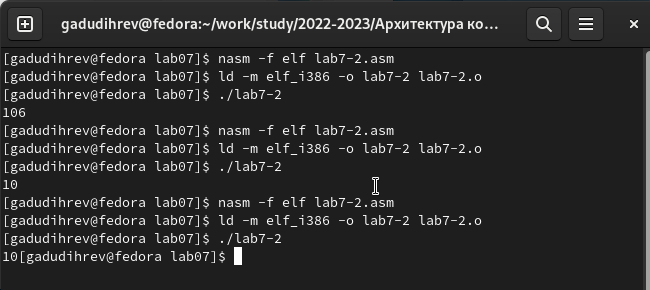 gadudihrev@fedora:~/work/study/2022-2023/Архитектура ко...
[gadudihrev@fedora lab07]$ nasm -f elf lab7-2.asm
[gadudihrev@fedora lab07]$ ld -m elf_i386 -o lab7-2 lab7-2.o
[gadudihrev@fedora lab07]$ ./lab7-2
106
[gadudihrev@fedora lab07]$ nasm -f elf lab7-2.asm
[gadudihrev@fedora lab07]$ ld -m elf_i386 -o lab7-2 lab7-2.o
[gadudihrev@fedora lab07]$ ./lab7-2
10
[gadudihrev@fedora lab07]$ nasm -f elf lab7-2.asm
[gadudihrev@fedora lab07]$ ld -m elf_i386 -o lab7-2 lab7-2.o
[gadudihrev@fedora lab07]$ ./lab7-2
10[gadudihrev@fedora lab07]$